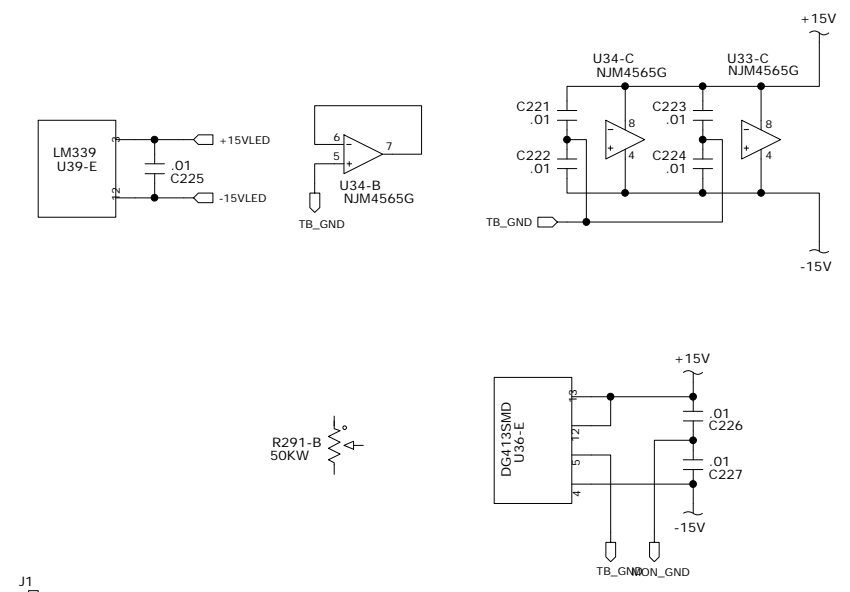 +15V
U34-C
NJM4565G
U33-C
NJM4565G
C221
.01
C223
.01
8
8
C222
.01
C224
.01
4
4
TB_GND
-15V
LM339
U39-E
3
12
+15VLED
.01
C225
-15VLED
6
5
7
U34-B
NJM4565G
TB_GND
R291-B
50KW
+15V
DG413SMD
U36-E
13
12
5
4
.01
C226
.01
C227
-15V
TB_GND
MON_GND
J1